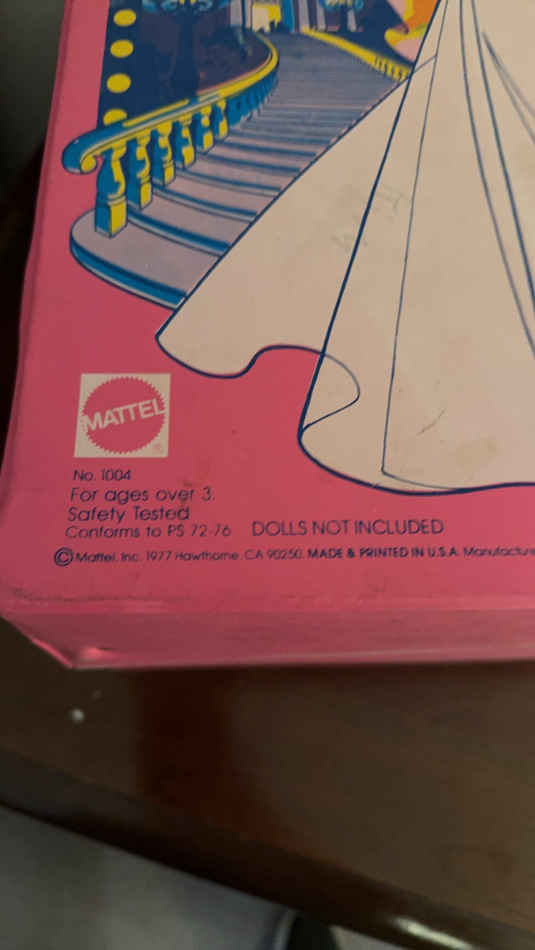 MATTEL
®
No. 1004
For ages over 3.
Safety Tested
Conforms to PS 72-76 DOLLS NOT INCLUDED
© Mattel, Inc. 1977 Hawthorne, CA 90250. MADE & PRINTED IN U.S.A. Manufacture